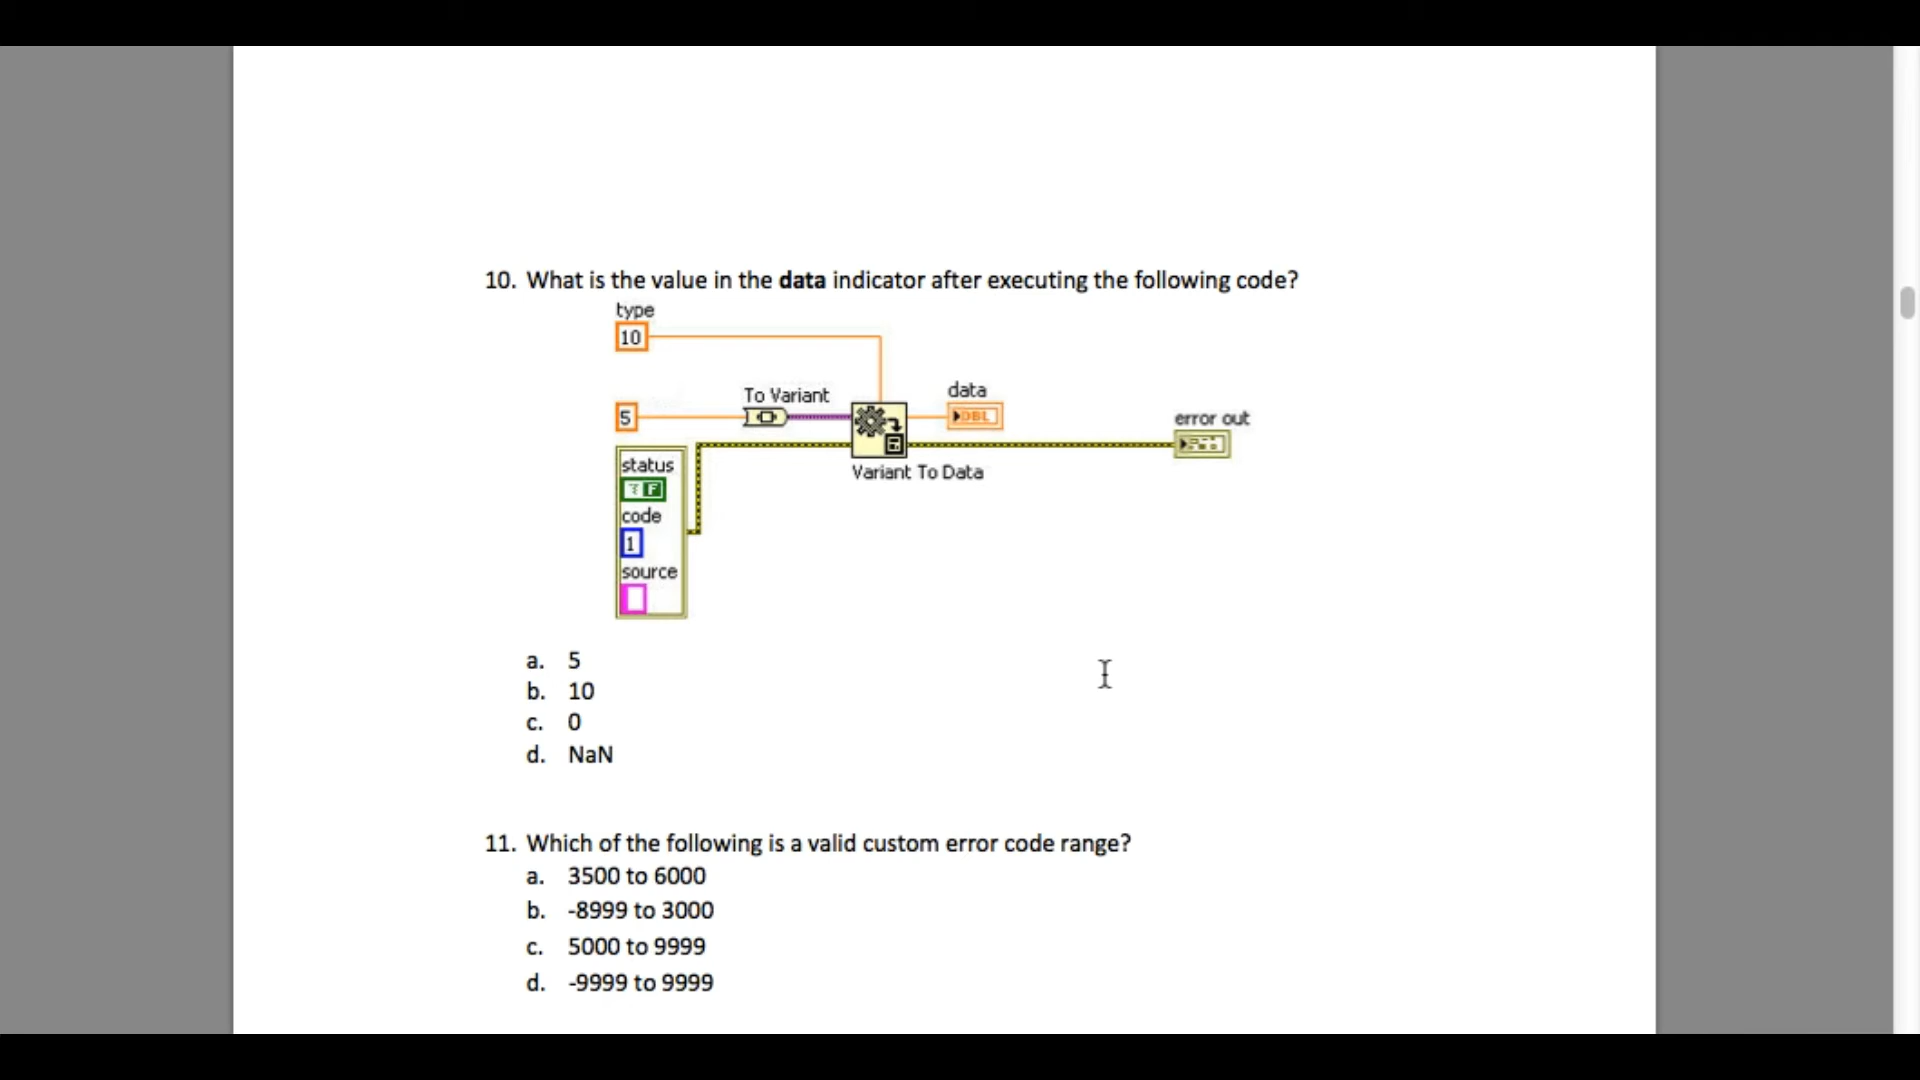 10. What is the value in the data indicator after executing the following code?
type
10
To Variant
data
5
DBL
error out
status
F
Variant To Data
code
1
source
a. 5
b. 10
c. 0
d. NaN
11. Which of the following is a valid custom error code range?
a. 3500 to 6000
b. -8999 to 3000
c. 5000 to 9999
d. -9999 to 9999